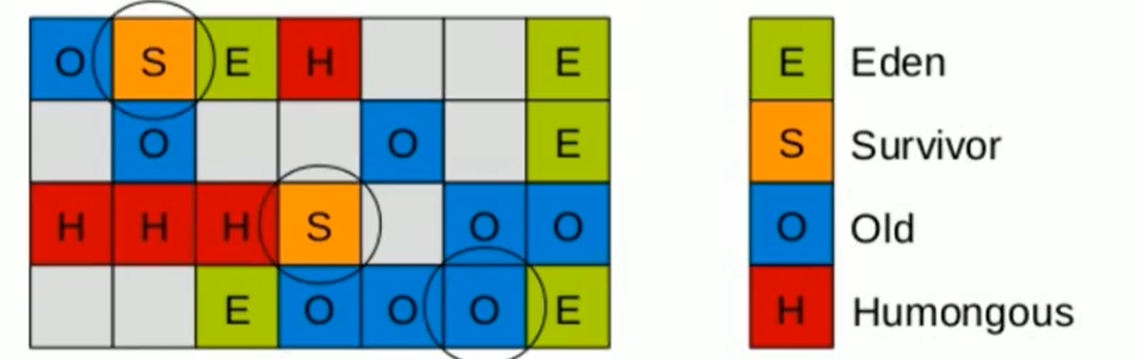 O S E H E E Eden
O O E S Survivor
H H H S O O O Old
E O O O E H Humongous